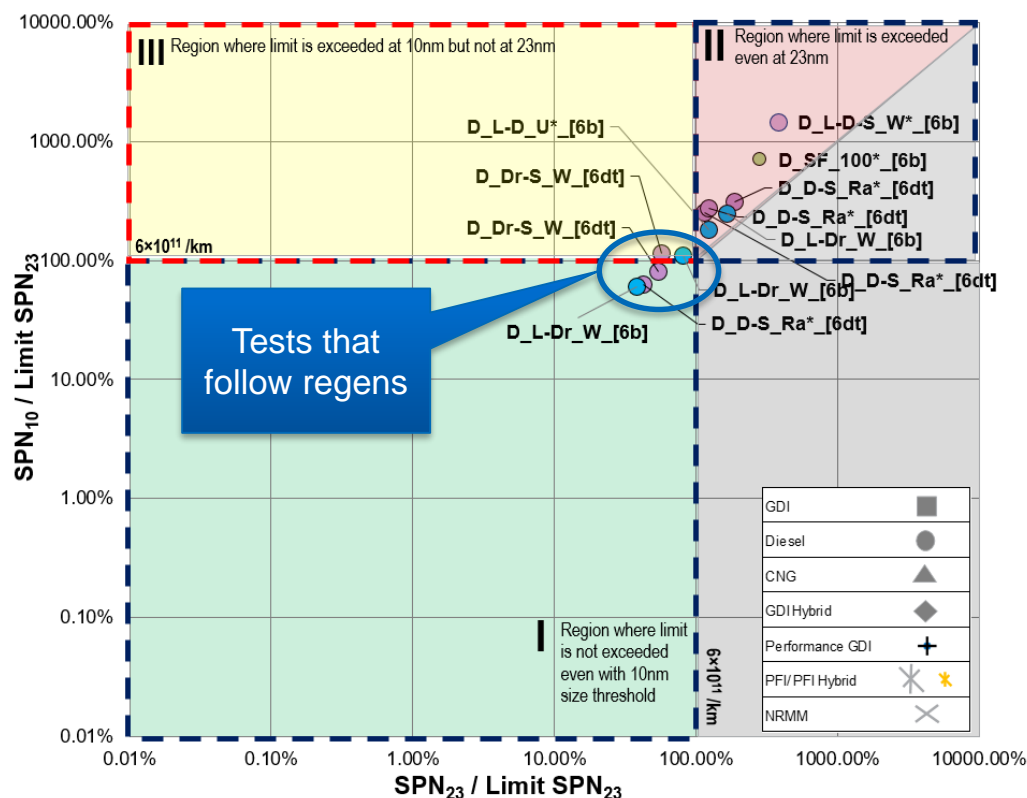 10000.00%
1000.00%
100.00%
10.00%
1.00%
0.10%
0.01%
SPN10 / Limit SPN23
III Region where limit is exceeded at 10nm but not at 23nm
II Region where limit is exceeded
even at 23nm
D_L-D_U*_[6b]
D_Dr-S_W_[6dt]
D_Dr-S_W_[6dt]
6×10¹¹ /km
D_L-D-S_W*_[6b]
D_SF_100*_[6b]
D_D-S_Ra*_[6dt]
D_D-S_Ra*_[6dt]
D_L-Dr_W_[6b]
D_D-S_Ra*_[6dt]
D_L-Dr_W_[6b]
D_D-S_Ra*_[6dt]
D_L-Dr_W_[6b]
Tests that
follow regens
I Region where limit
is not exceeded
even with 10nm
size threshold
6×10¹¹ /km
GDI
Diesel
CNG
GDI Hybrid
Performance GDI
PFI/ PFI Hybrid
NRMM
0.01%
0.10%
1.00%
10.00%
100.00%
1000.00%
10000.00%
SPN23 / Limit SPN23